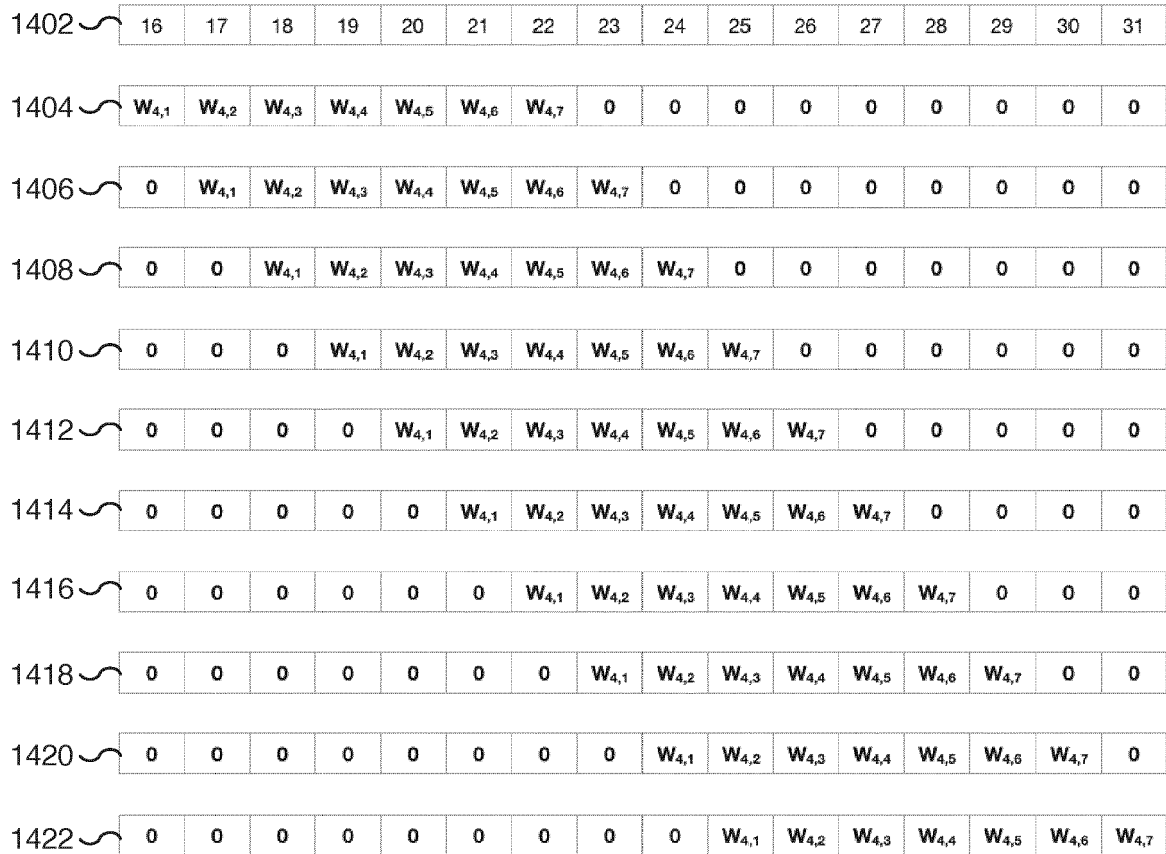 1402 16 17 18 19 20 21 22 23 24 25 26 27 28 29 30 31
1404 W4,1 W4,2 W4,3 W4,4 W4,5 W4,6 W4,7 0 0 0 0 0 0 0 0 0
1406 0 W4,1 W4,2 W4,3 W4,4 W4,5 W4,6 W4,7 0 0 0 0 0 0 0 0
1408 0 0 W4,1 W4,2 W4,3 W4,4 W4,5 W4,6 W4,7 0 0 0 0 0 0 0
1410 0 0 0 W4,1 W4,2 W4,3 W4,4 W4,5 W4,6 W4,7 0 0 0 0 0 0
1412 0 0 0 0 W4,1 W4,2 W4,3 W4,4 W4,5 W4,6 W4,7 0 0 0 0 0
1414 0 0 0 0 0 W4,1 W4,2 W4,3 W4,4 W4,5 W4,6 W4,7 0 0 0 0
1416 0 0 0 0 0 0 W4,1 W4,2 W4,3 W4,4 W4,5 W4,6 W4,7 0 0 0
1418 0 0 0 0 0 0 0 W4,1 W4,2 W4,3 W4,4 W4,5 W4,6 W4,7 0 0
1420 0 0 0 0 0 0 0 0 W4,1 W4,2 W4,3 W4,4 W4,5 W4,6 W4,7 0
1422 0 0 0 0 0 0 0 0 0 W4,1 W4,2 W4,3 W4,4 W4,5 W4,6 W4,7